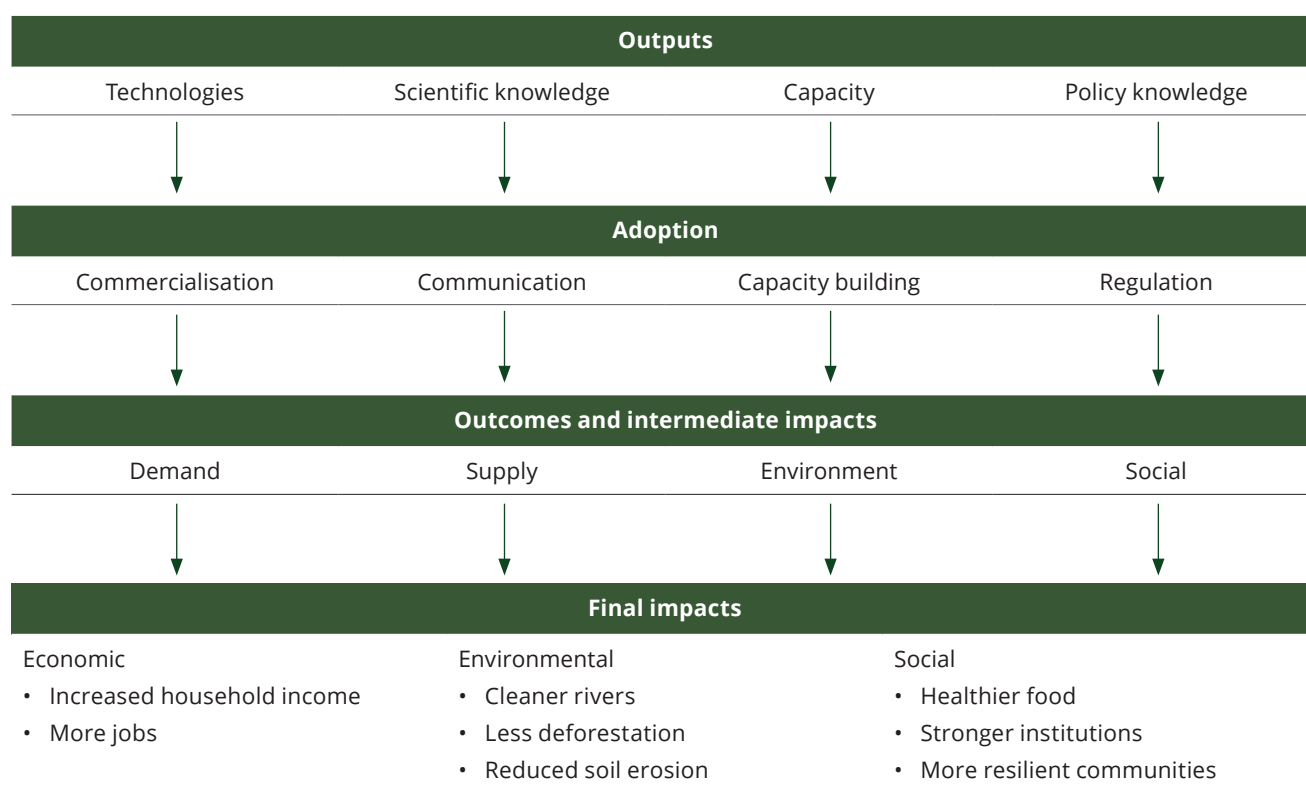 Outputs
Technologies Scientific knowledge Capacity Policy knowledge
Adoption
Commercialisation Communication Capacity building Regulation
Outcomes and intermediate impacts
Demand Supply Environment Social
Final impacts
Economic
• Increased household income
• More jobs
Environmental
• Cleaner rivers
• Less deforestation
• Reduced soil erosion
Social
• Healthier food
• Stronger institutions
• More resilient communities